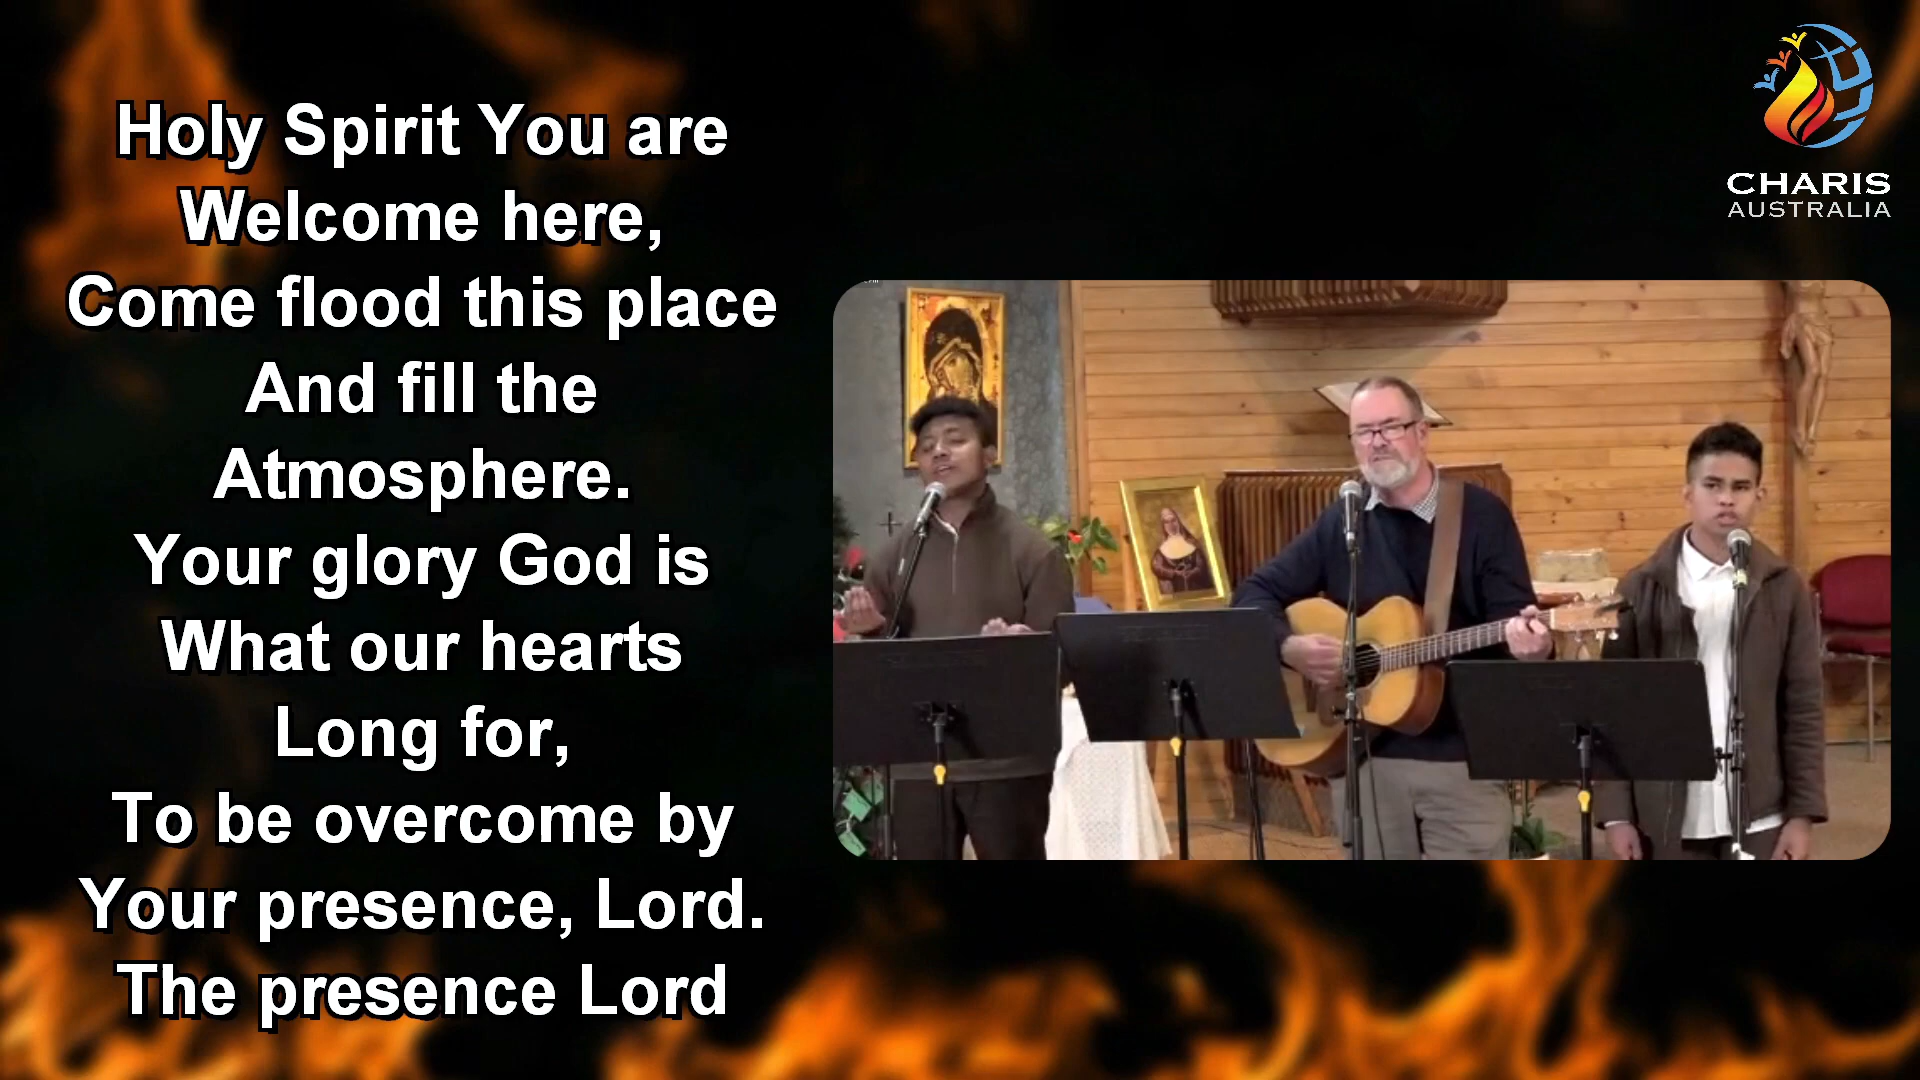 Holy Spirit You are
Welcome here,
Come flood this place
And fill the
Atmosphere.
Your glory God is
What our hearts
Long for,
To be overcome by
Your presence, Lord.
The presence Lord
CHARIS
AUSTRALIA